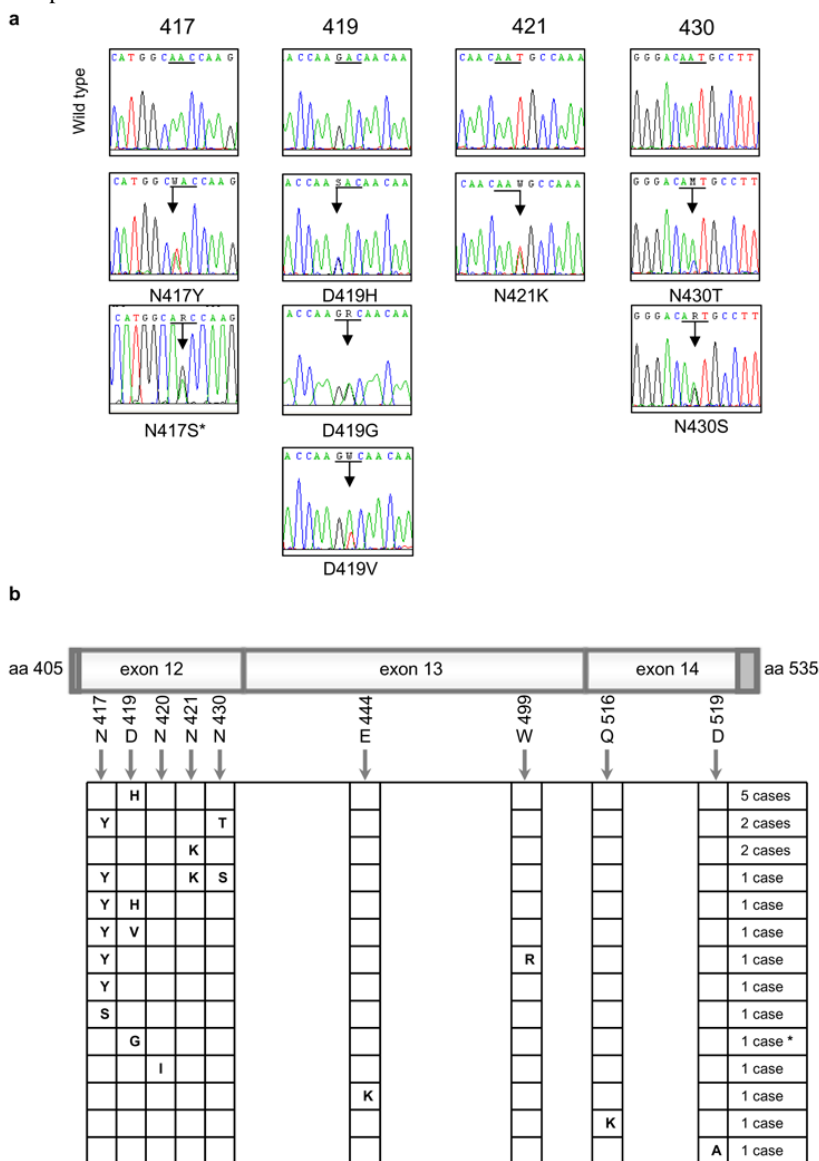 a
417 419 421 430
Wild type
CATGGCAACCAAG ACCAAGACAACAA CAACAATGCCAAA GGGACAATGCCTT
CATGGCWACCAAG ACCAASACAACAA CAACAAWGCCAAA GGGACAMTGCCTT
N417Y D419H N421K N430T
CATGGCARCCAAG ACCAAGRCAACAA GGGACARTGCCTT
N417S* D419G N430S
ACCAAGWCAACAA
D419V
b
aa 405 exon 12 exon 13 exon 14 aa 535
N 417 D 419 N 420 N 421 N 430 E 444 W 499 Q 516 D 519
H 5 cases
Y T 2 cases
K 2 cases
Y K S 1 case
Y H 1 case
Y V 1 case
Y R 1 case
Y 1 case
S 1 case
G 1 case *
I 1 case
K 1 case
K 1 case
A 1 case